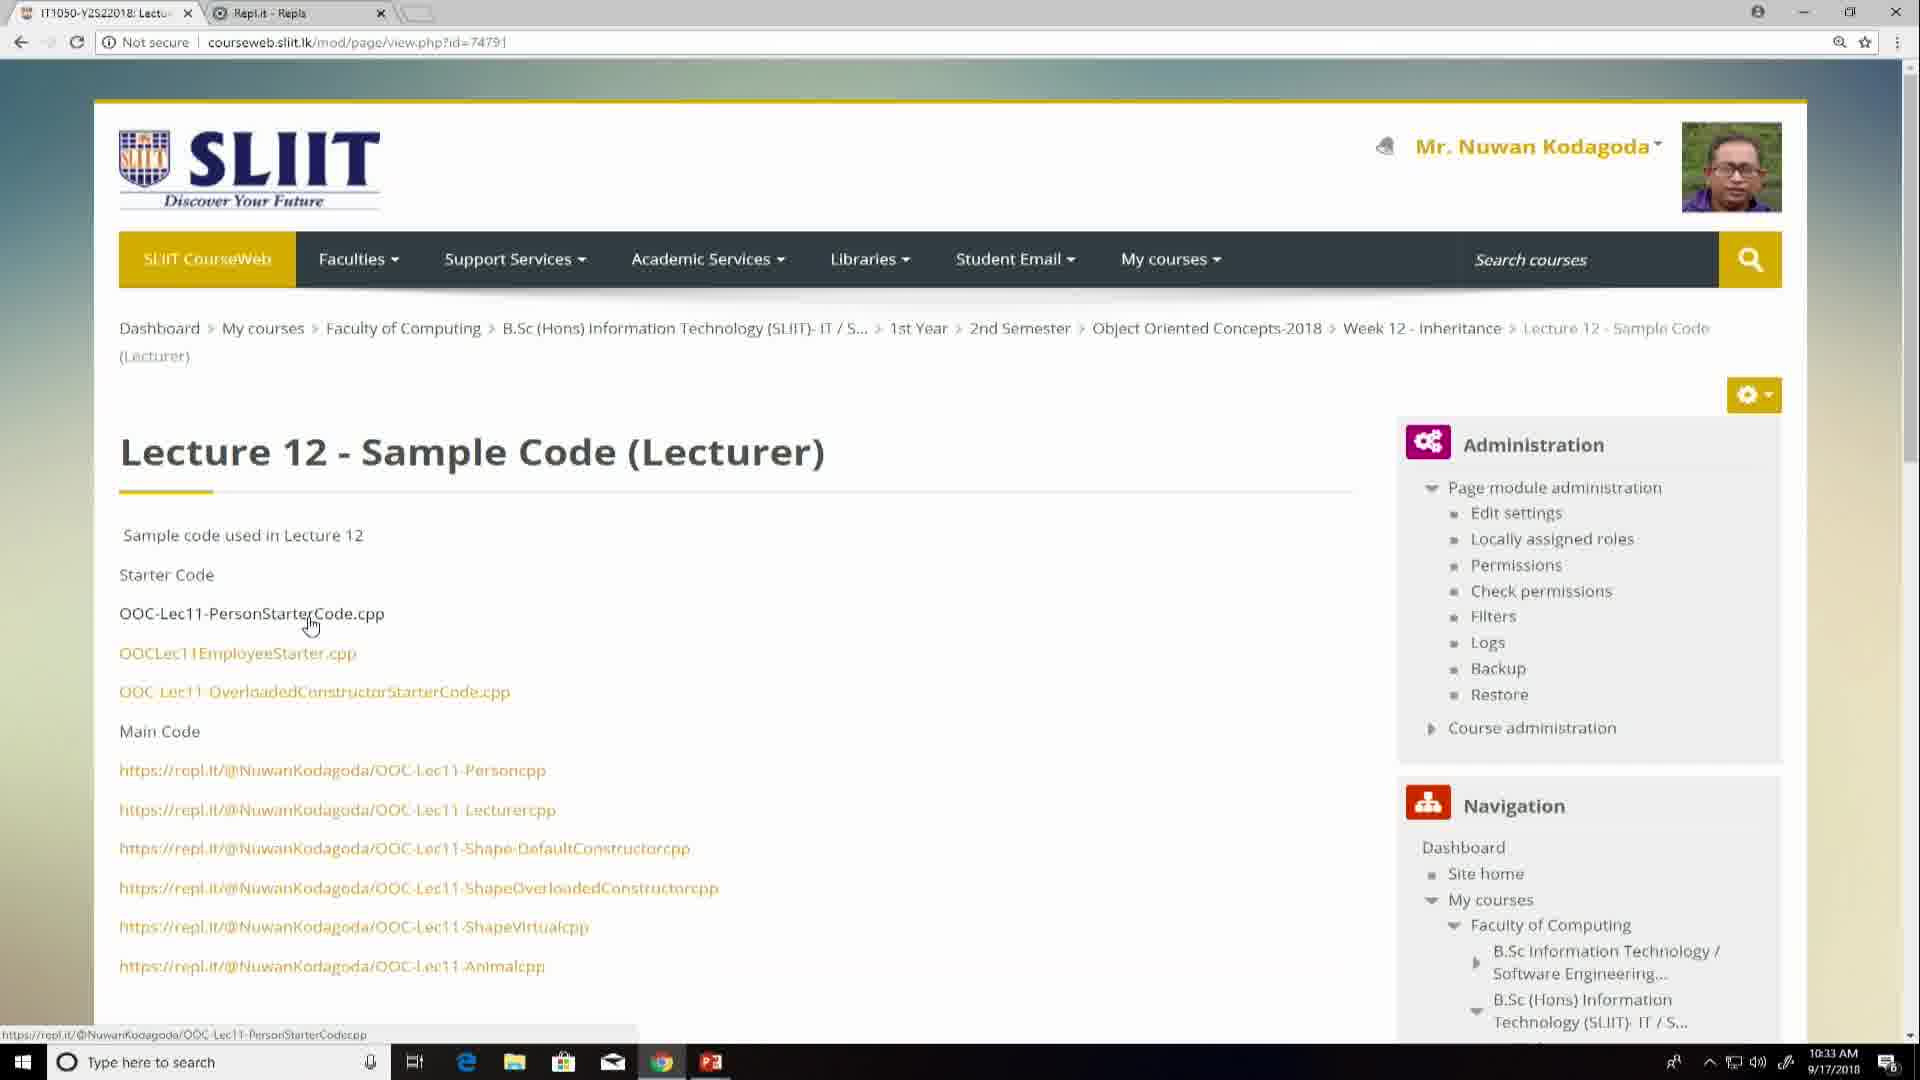 IT1050-Y2S22018: Lectu
Repl.it - Repls
Not secure
courseweb.sliit.lk/mod/page/view.php?id=74791
SLIIT
SLIIT
Discover Your Future
Mr. Nuwan Kodagoda
SLIIT CourseWeb
Faculties
Support Services
Academic Services
Libraries
Student Email
My courses
Search courses
Dashboard > My courses > Faculty of Computing > B.Sc (Hons) Information Technology (SLIIT)- IT / S... > 1st Year > 2nd Semester > Object Oriented Concepts-2018 > Week 12 - Inheritance > Lecture 12 - Sample Code
(Lecturer)
Lecture 12 - Sample Code (Lecturer)
Sample code used in Lecture 12
Starter Code
OOC-Lec11-PersonStarterCode.cpp
OOCLec11EmployeeStarter.cpp
OOC-Lec11-OverloadedConstructorStarterCode.cpp
Main Code
https://repl.it/@NuwanKodagoda/OOC-Lec11-Personcpp
https://repl.it/@NuwanKodagoda/OOC-Lec11-Lecturercpp
https://repl.it/@NuwanKodagoda/OOC-Lec11-Shape-DefaultConstructorcpp
https://repl.it/@NuwanKodagoda/OOC-Lec11-ShapeOverloadedConstructorcpp
https://repl.it/@NuwanKodagoda/OOC-Lec11-ShapeVirtualcpp
https://repl.it/@NuwanKodagoda/OOC-Lec11-Animalcpp
Administration
Page module administration
Edit settings
Locally assigned roles
Permissions
Check permissions
Filters
Logs
Backup
Restore
Course administration
Navigation
Dashboard
Site home
My courses
Faculty of Computing
B.Sc Information Technology /
Software Engineering...
B.Sc (Hons) Information
Technology (SLIIT)- IT / S...
https://repl.it/@NuwanKodagoda/OOC-Lec11-PersonStarterCodecpp
Type here to search
10:33 AM
9/17/2018
6